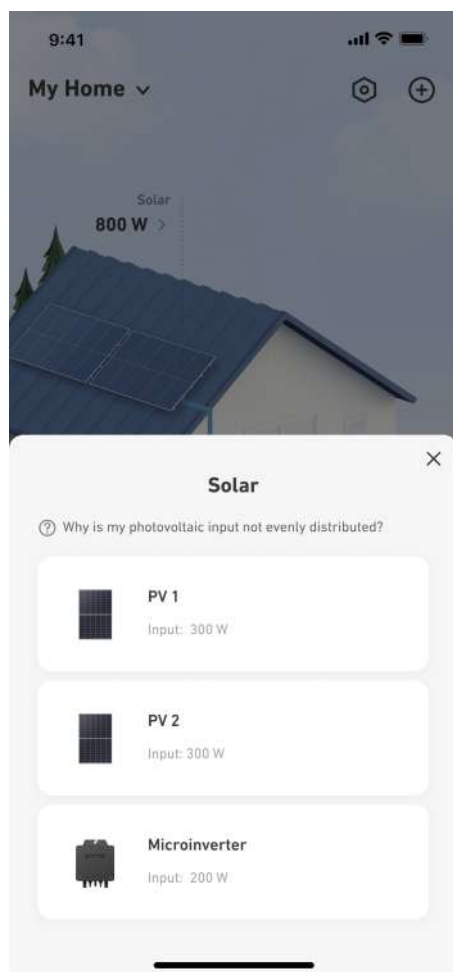 9:41
My Home
Solar
800 W >
Solar
Why is my photovoltaic input not evenly distributed?
PV 1
Input: 300 W
PV 2
Input: 300 W
Microinverter
Input: 200 W